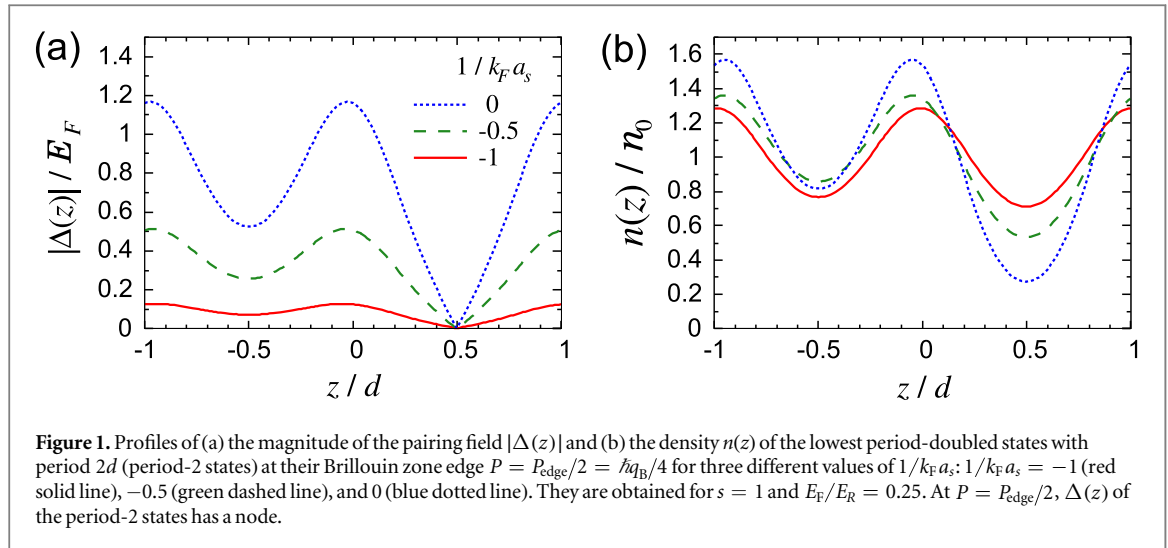 (a)
1.4
1.2
1
0.8
0.6
0.4
0.2
0
|Δ(z)| / E_F
-1
-0.5
0
0.5
1
z / d
1 / k_F a_s
0
-0.5
-1
(b)
1.6
1.4
1.2
1
0.8
0.6
0.4
0.2
0
n(z) / n_0
-1
-0.5
0
0.5
1
z / d
Figure 1. Profiles of (a) the magnitude of the pairing field |Δ(z)| and (b) the density n(z) of the lowest period-doubled states with
period 2d (period-2 states) at their Brillouin zone edge P = P_edge/2 = ℏq_B/4 for three different values of 1/k_F a_s: 1/k_F a_s = −1 (red
solid line), −0.5 (green dashed line), and 0 (blue dotted line). They are obtained for s = 1 and E_F/E_R = 0.25. At P = P_edge/2, Δ(z) of
the period-2 states has a node.